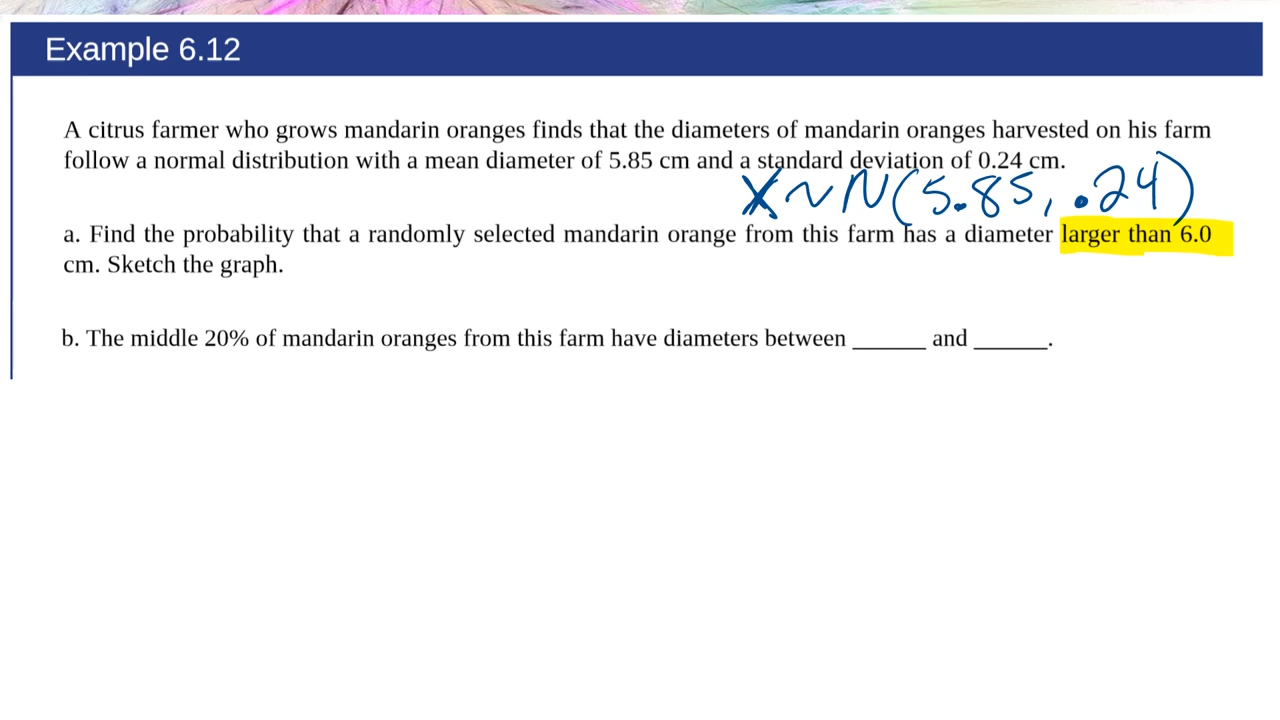 Example 6.12
A citrus farmer who grows mandarin oranges finds that the diameters of mandarin oranges harvested on his farm
follow a normal distribution with a mean diameter of 5.85 cm and a standard deviation of 0.24 cm.
X~N(5.85, .24)
a. Find the probability that a randomly selected mandarin orange from this farm has a diameter larger than 6.0
cm. Sketch the graph.
b. The middle 20% of mandarin oranges from this farm have diameters between ______ and ______.